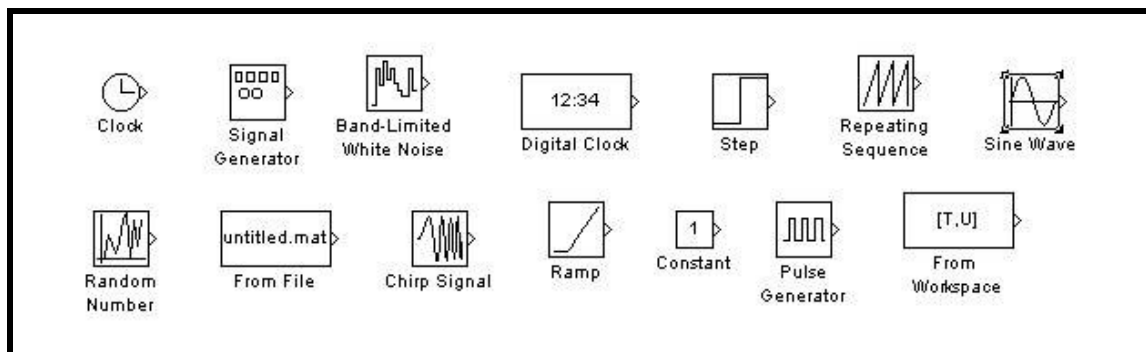 Clock
Signal
Generator
Band-Limited
White Noise
12:34
Digital Clock
Step
Repeating
Sequence
Sine Wave
Random
Number
untitled.mat
From File
Chirp Signal
Ramp
1
Constant
Pulse
Generator
[T,U]
From
Workspace